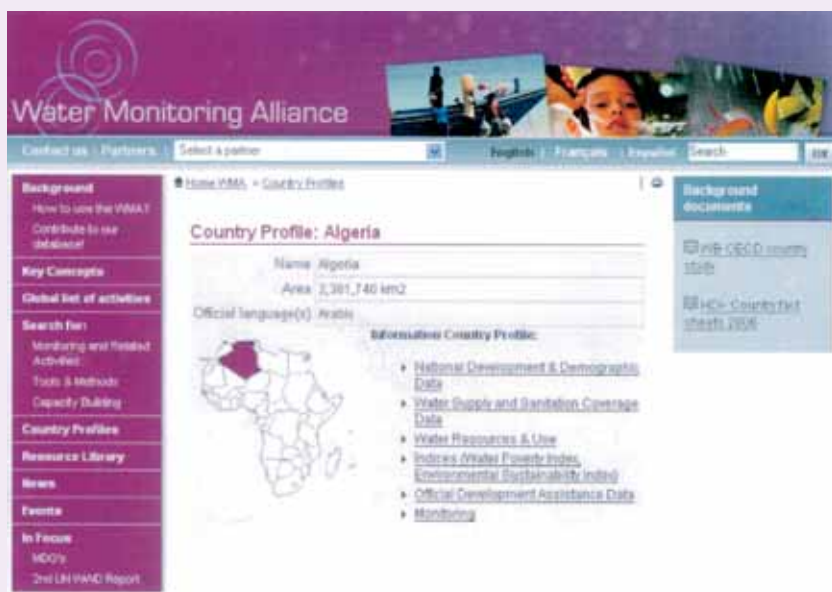 Water Monitoring Alliance
Contact us Partners Select a partner English Français Español Search
Background
How to use the WMA?
Contribute to our
database!
Key Concepts
Global list of activities
Search for:
Monitoring and Related
Activities
Tools & Methods
Capacity Building
Country Profiles
Resource Library
News
Events
In Focus
MDG's
2nd UN WWD Report
Home WMA > Country Profiles
Country Profile: Algeria
Name Algeria
Area 2,381,740 km2
Official language(s) Arabic
Information Country Profile:
National Development & Demographic
Data
Water Supply and Sanitation Coverage
Data
Water Resources & Use
Indices (Water Poverty Index,
Environmental Sustainability Index)
Official Development Assistance Data
Monitoring
Background
documents
WB OECD country
Country fact
sheets 2006